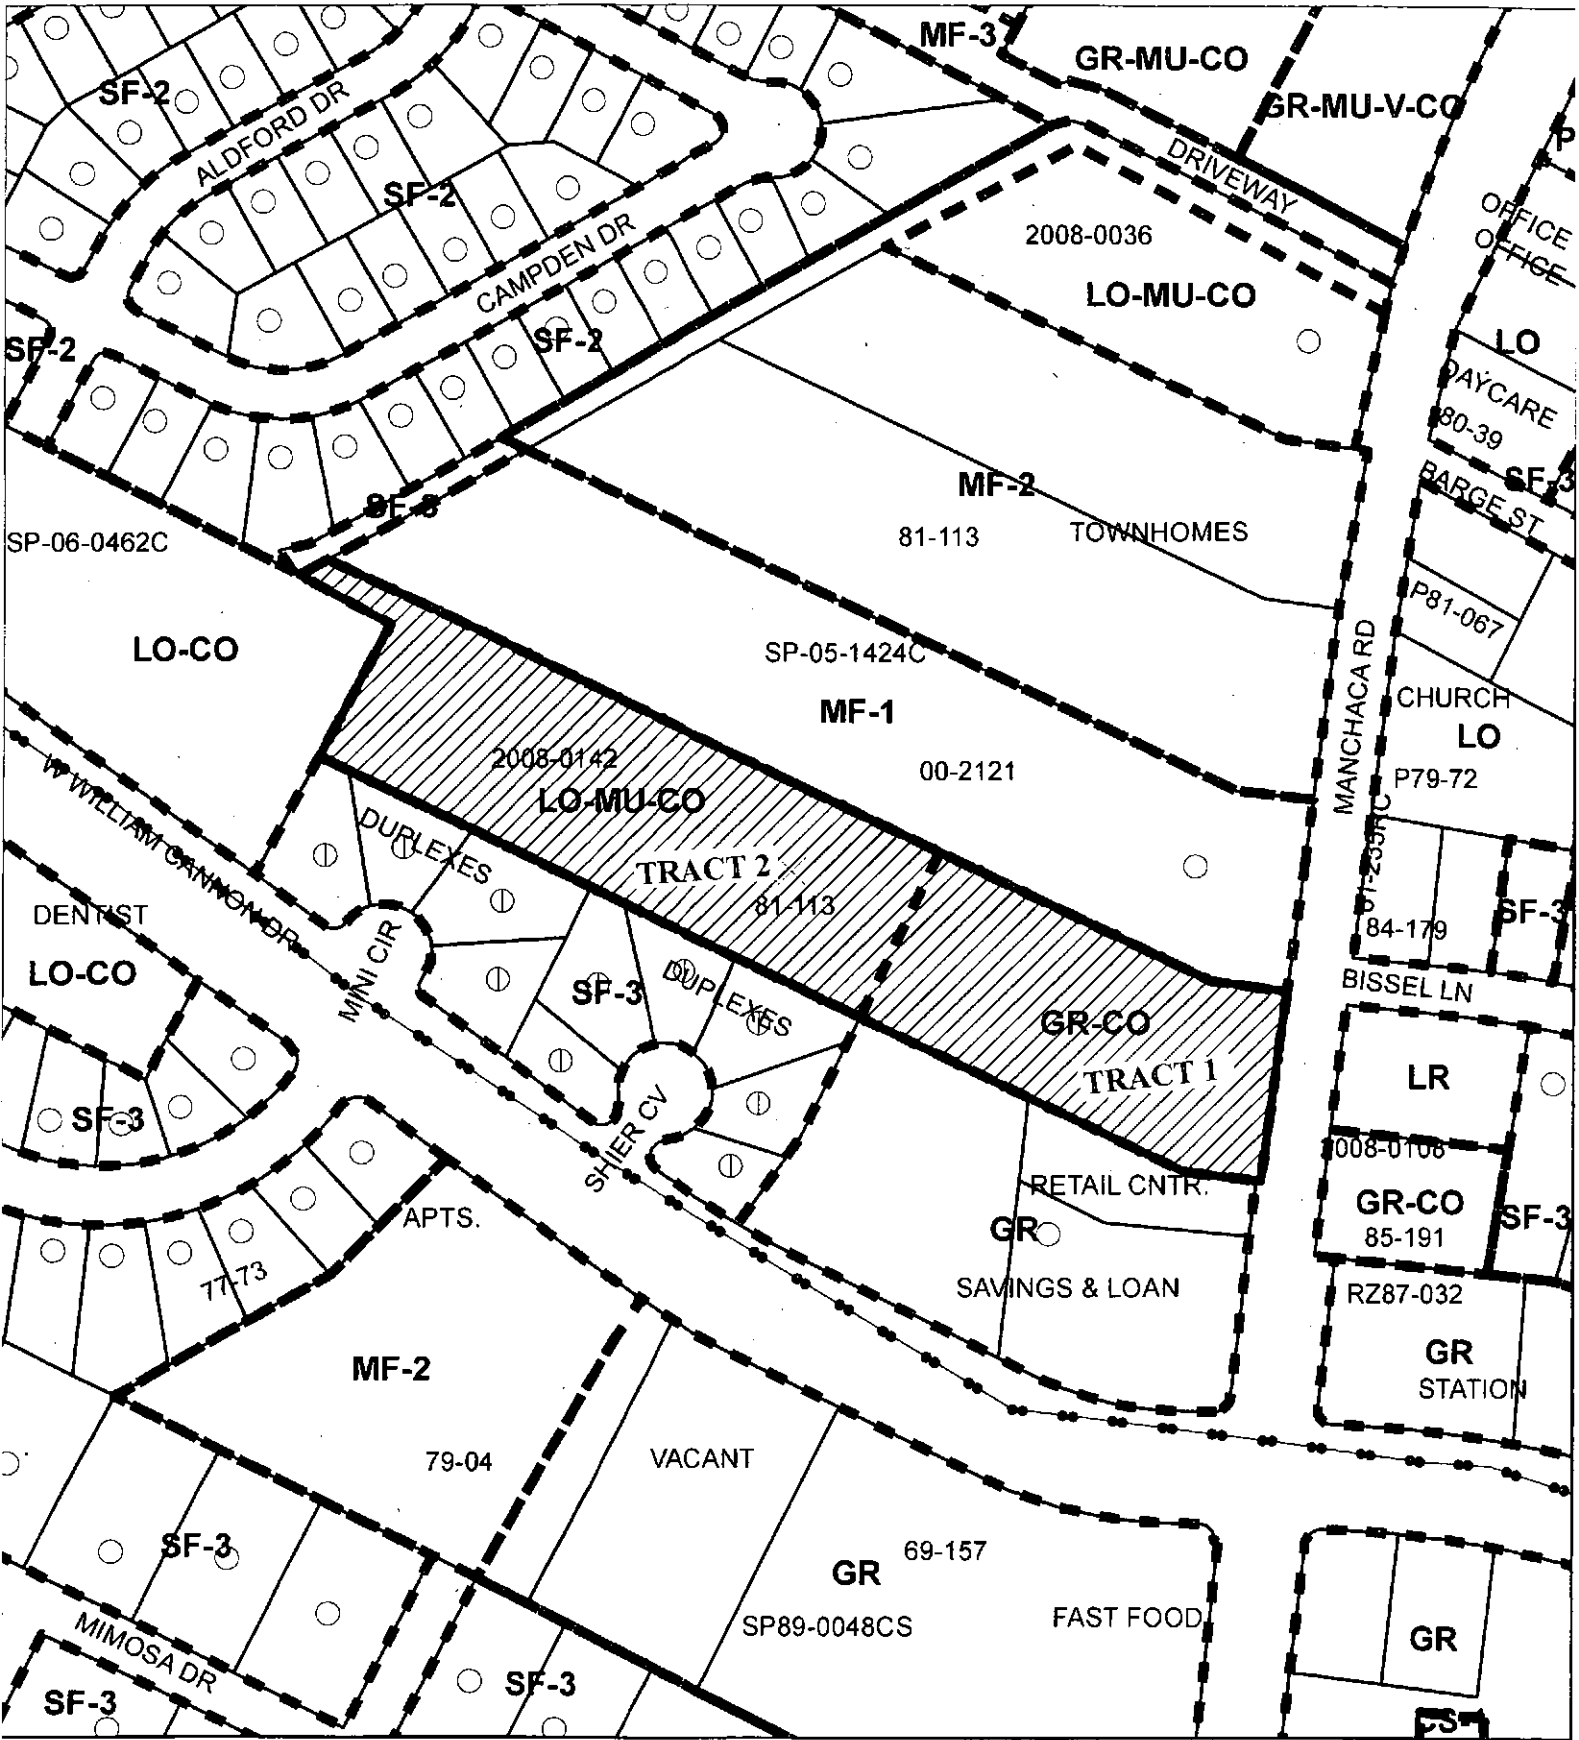 MF-3
GR-MU-CO
GR-MU-V-CO
SF-2
ALDFORD DR
SF-2
DRIVEWAY
P
OFFICE
OFFICE
CAMPDEN DR
2008-0036
LO-MU-CO
SF-2
SF-2
LO
DAYCARE
80-39
SF-3
BARGE ST
MF-2
SF-3
81-113
TOWNHOMES
SP-06-0462C
P81-067
LO-CO
SP-05-1424C
MANCHACA RD
CHURCH
LO
MF-1
2008-0142
00-2121
P79-72
LO-MU-CO
W WILLIAM CANNON DR
DUPLEXES
TRACT 2
81-113
SF-3
84-179
DENTIST
LO-CO
MINI CIR
SF-3
DUPLEXES
BISSEL LN
GR-CO
TRACT 1
LR
SF-3
SHIER CV
008-0108
RETAIL CNTR.
GR-CO
85-191
SF-3
APTS.
GR
77-73
SAVINGS & LOAN
RZ87-032
GR
STATION
MF-2
79-04
VACANT
SF-3
69-157
GR
SP89-0048CS
FAST FOOD
GR
MIMOSA DR
SF-3
SF-3